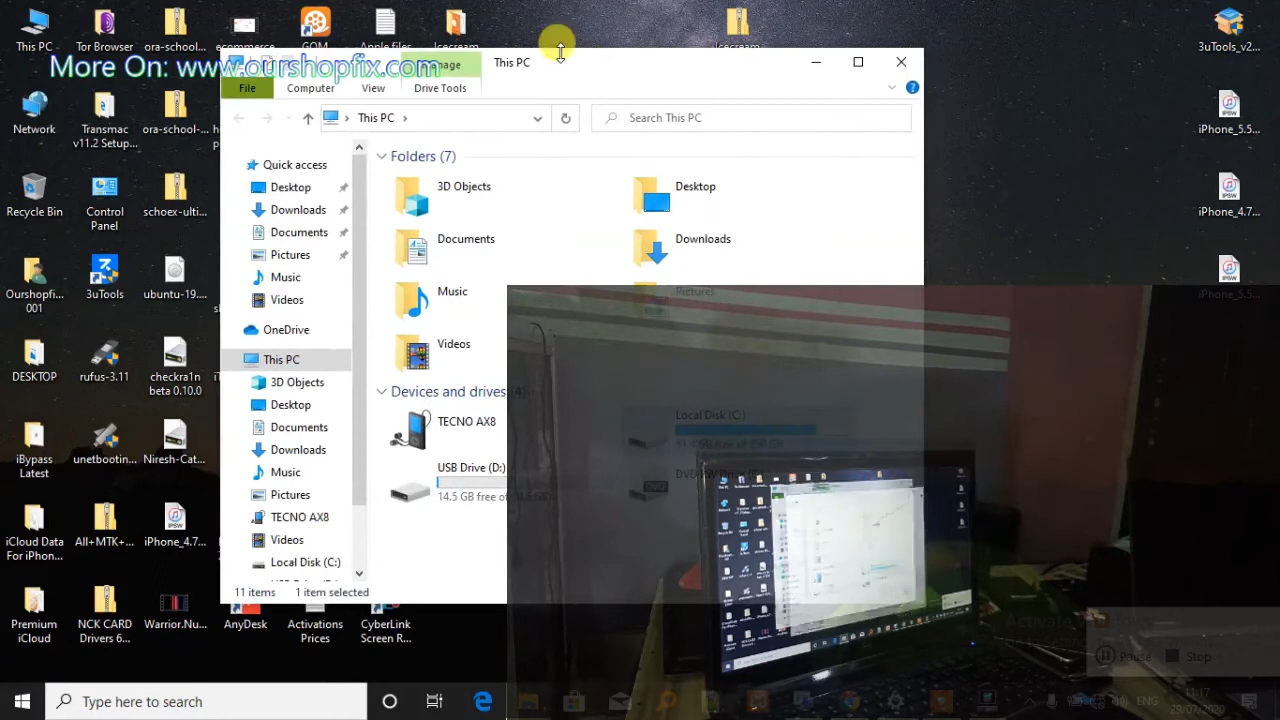 This PC
Tor Browser
ora-school-...
ecommerce
GOM
Apple files
Icecream
Icecream
3uTools_v2...
More On: www.ourshopfix.com
Manage
This PC
File
Computer
View
Drive Tools
This PC
Search This PC
Network
Transmac
v11.2 Setup...
ora-school-...
Recycle Bin
Control
Panel
schoex-ulti...
Ourshopfi...
001
3uTools
ubuntu-19....
DESKTOP
rufus-3.11
checkra1n
beta 0.10.0
iBypass
Latest
unetbootin...
Niresh-Cat...
iCloud Data
For iPhon...
All+MTK+...
iPhone_4.7...
Premium
iCloud
NCK CARD
Drivers 6...
Warrior.Nu...
AnyDesk
Activations
Prices
CyberLink
Screen R...
Quick access
Desktop
Downloads
Documents
Pictures
Music
Videos
OneDrive
This PC
3D Objects
Desktop
Documents
Downloads
Music
Pictures
TECNO AX8
Videos
Local Disk (C:)
Folders (7)
3D Objects
Desktop
Documents
Downloads
Music
Pictures
Videos
Devices and drives (4)
TECNO AX8
Local Disk (C:)
USB Drive (D:)
14.5 GB free of
11 items
1 item selected
iPhone_5.5...
iPhone_4.7...
iPhone_5.5...
Pause
Stop
Type here to search
ENG
11:17
29/07/2020